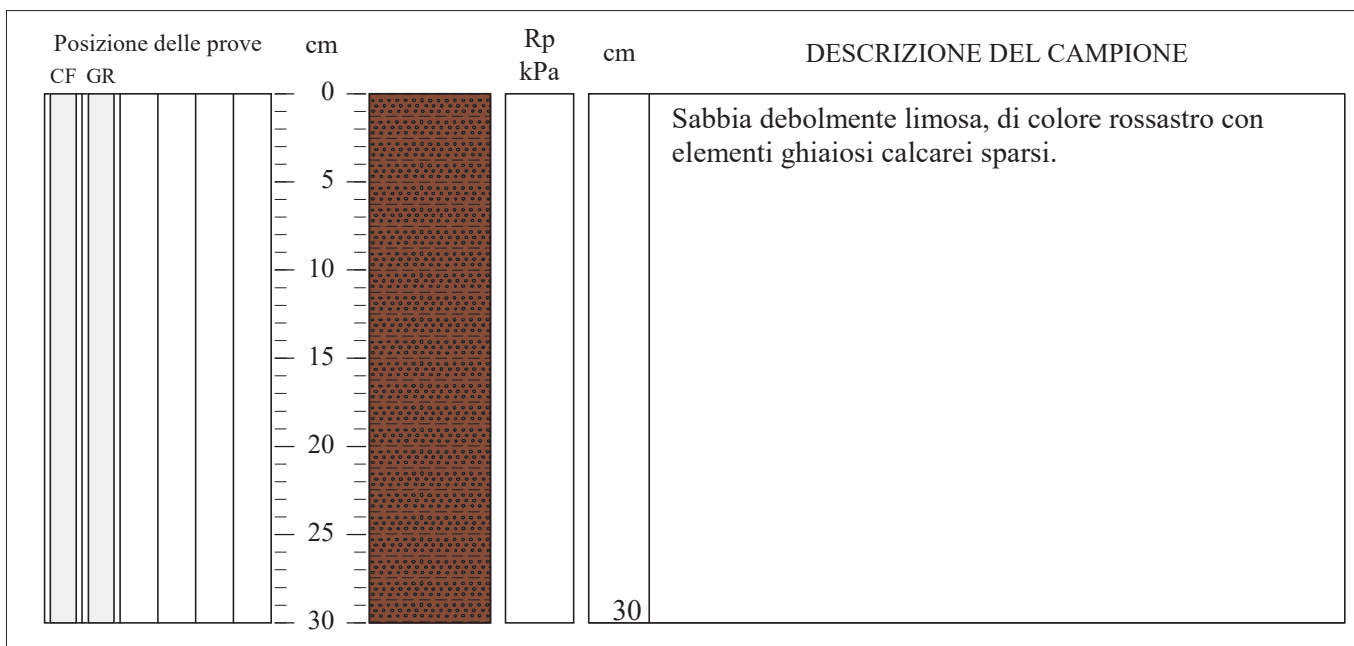 Posizione delle prove
CF GR
cm
Rp
kPa
cm
DESCRIZIONE DEL CAMPIONE
0
5
10
15
20
25
30
30
Sabbia debolmente limosa, di colore rossastro con
elementi ghiaiosi calcarei sparsi.